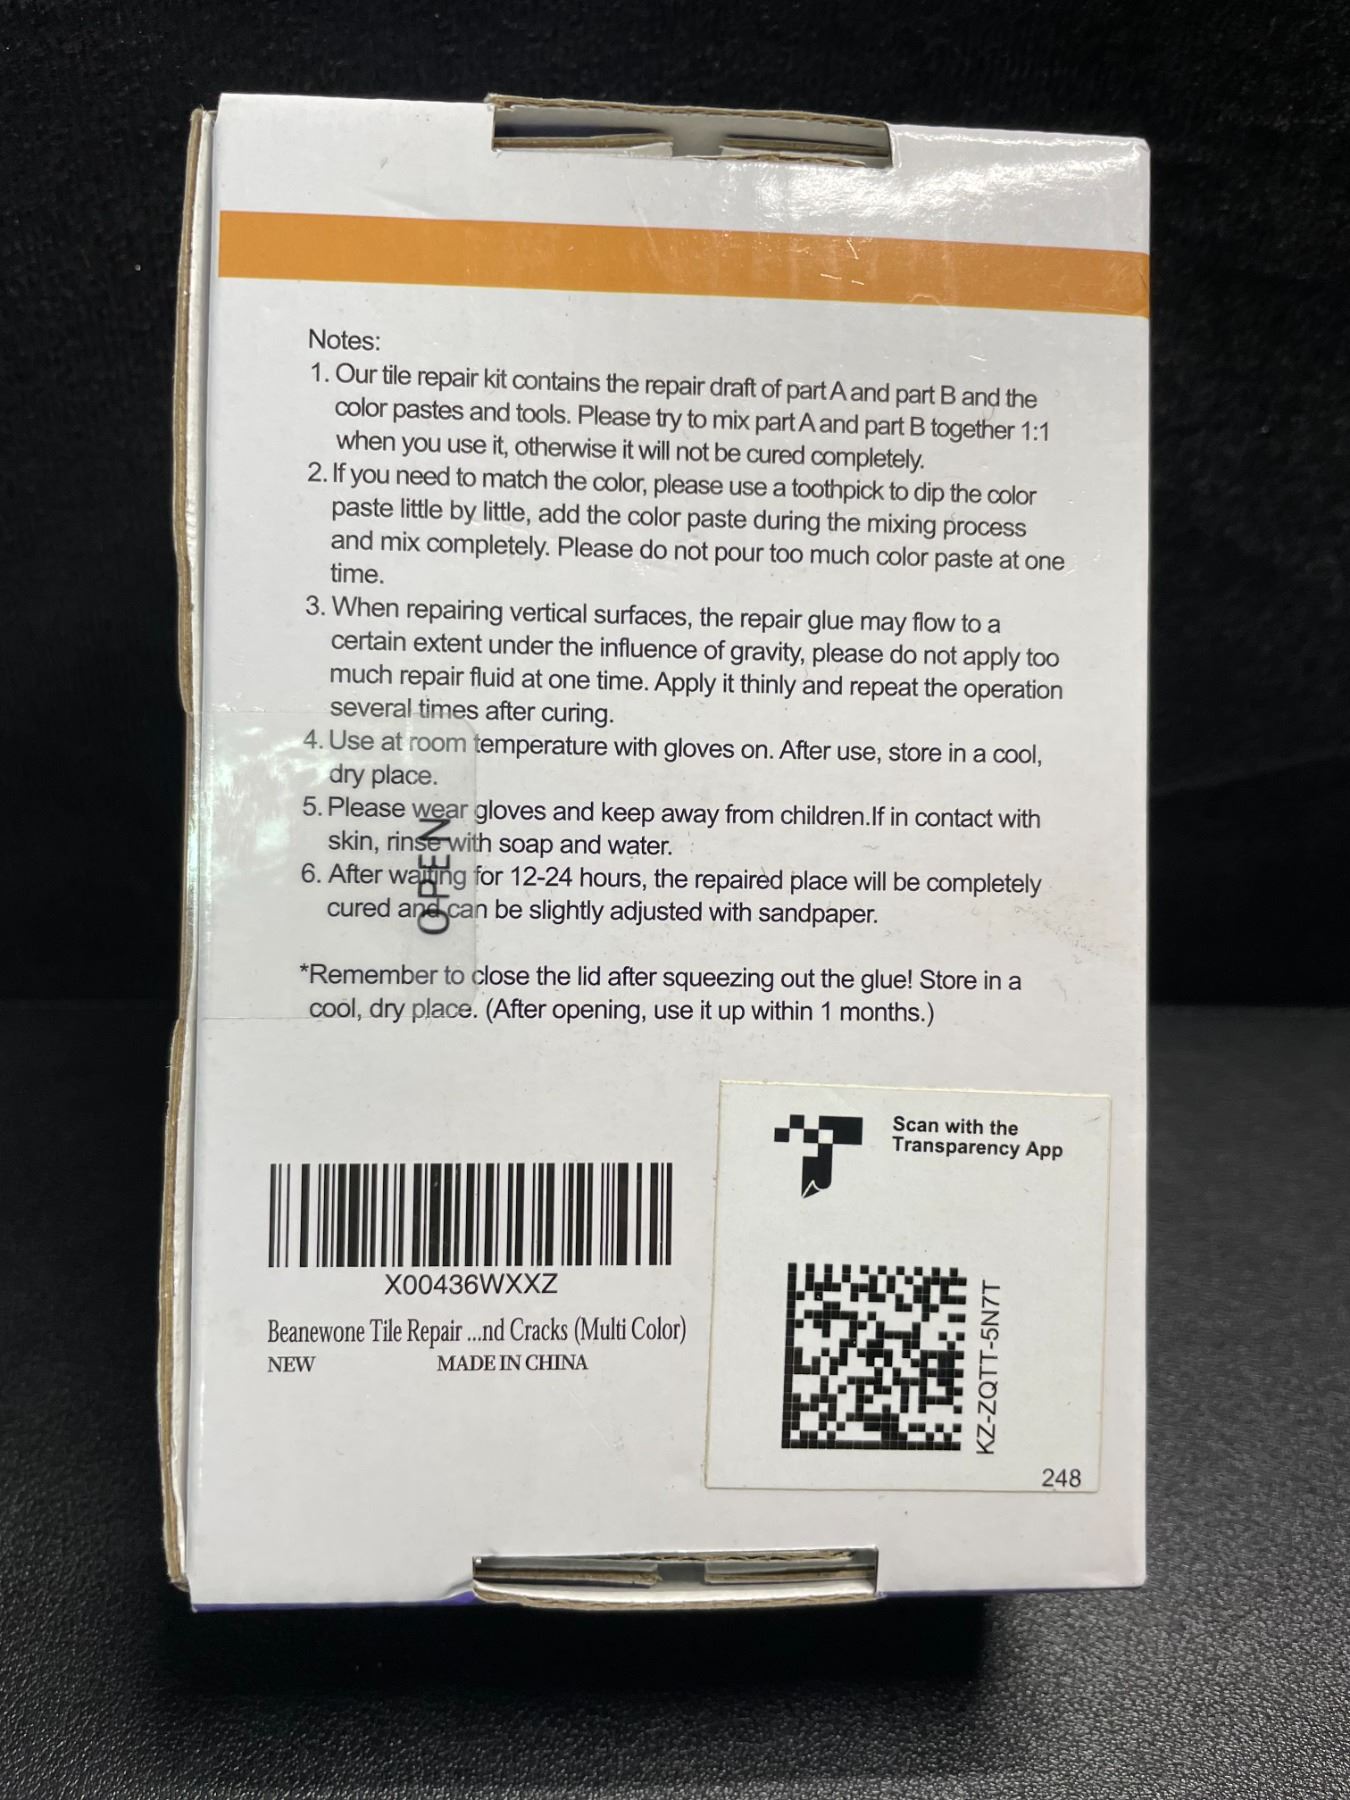 Notes:
1. Our tile repair kit contains the repair draft of part A and part B and the
color pastes and tools. Please try to mix part A and part B together 1:1
when you use it, otherwise it will not be cured completely.
2. If you need to match the color, please use a toothpick to dip the color
paste little by little, add the color paste during the mixing process
and mix completely. Please do not pour too much color paste at one
time.
3. When repairing vertical surfaces, the repair glue may flow to a
certain extent under the influence of gravity, please do not apply too
much repair fluid at one time. Apply it thinly and repeat the operation
several times after curing.
4. Use at room temperature with gloves on. After use, store in a cool,
dry place.
5. Please wear gloves and keep away from children.If in contact with
skin, rinse with soap and water.
6. After waiting for 12-24 hours, the repaired place will be completely
cured and can be slightly adjusted with sandpaper.
OPEN
*Remember to close the lid after squeezing out the glue! Store in a
cool, dry place. (After opening, use it up within 1 months.)
Scan with the
Transparency App
X00436WXXZ
Beanewone Tile Repair ...nd Cracks (Multi Color)
NEW MADE IN CHINA
KZ-ZQTT-5N7T
248